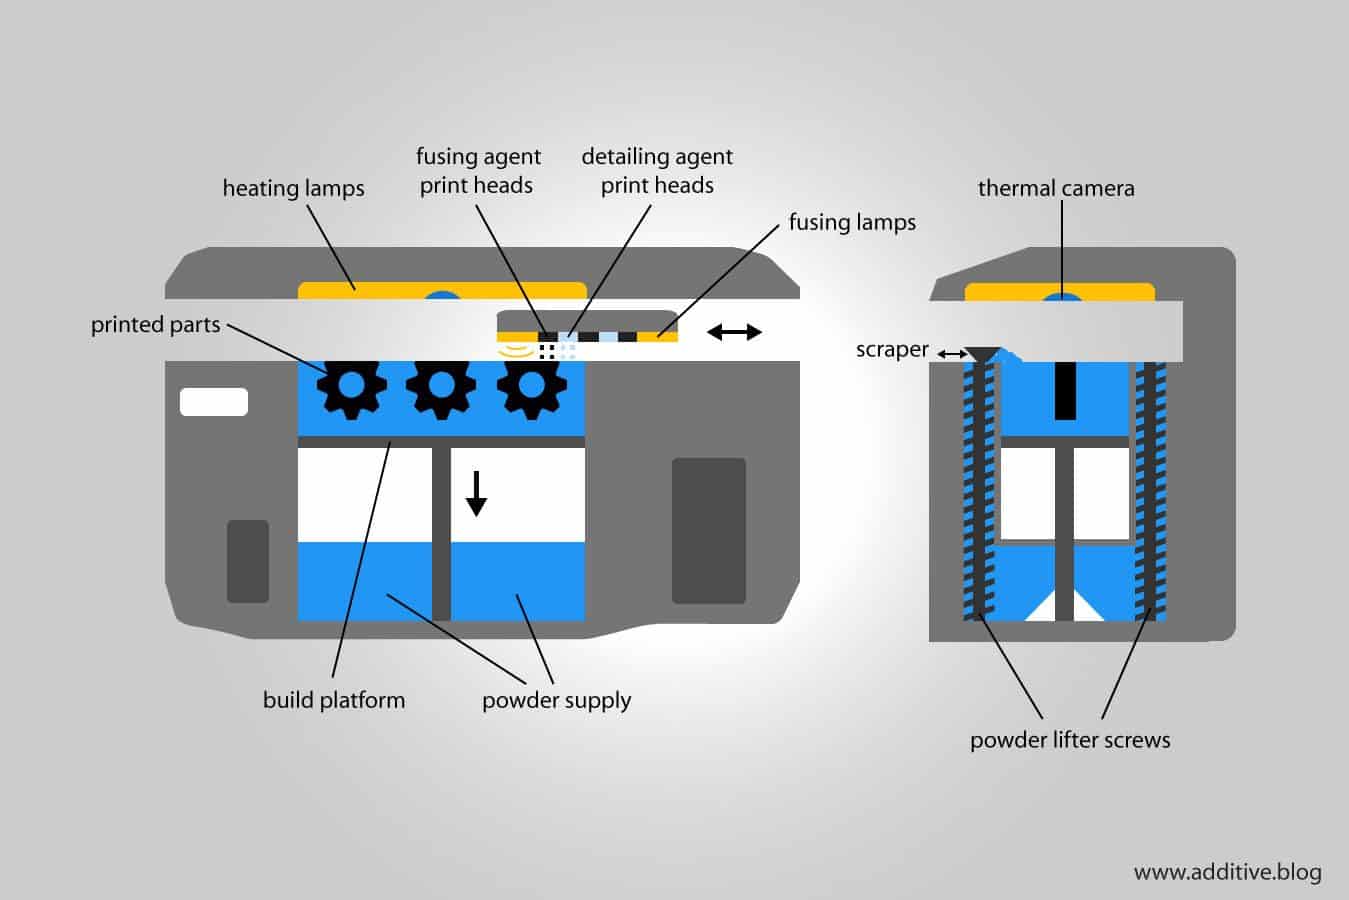 fusing agent
print heads
detailing agent
print heads
heating lamps
thermal camera
fusing lamps
printed parts
scraper
build platform
powder supply
powder lifter screws
www.additive.blog